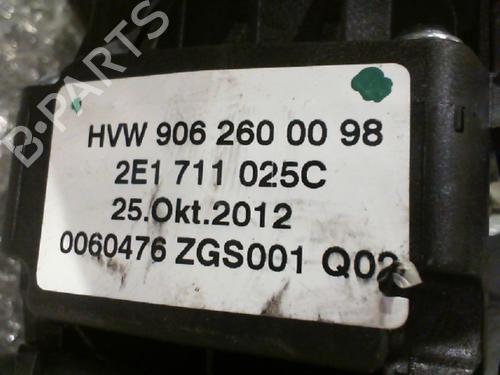 B-PARTS
HVW 906 260 00 98
2E1 711 025C
25.Okt.2012
0060476 ZGS001 Q02